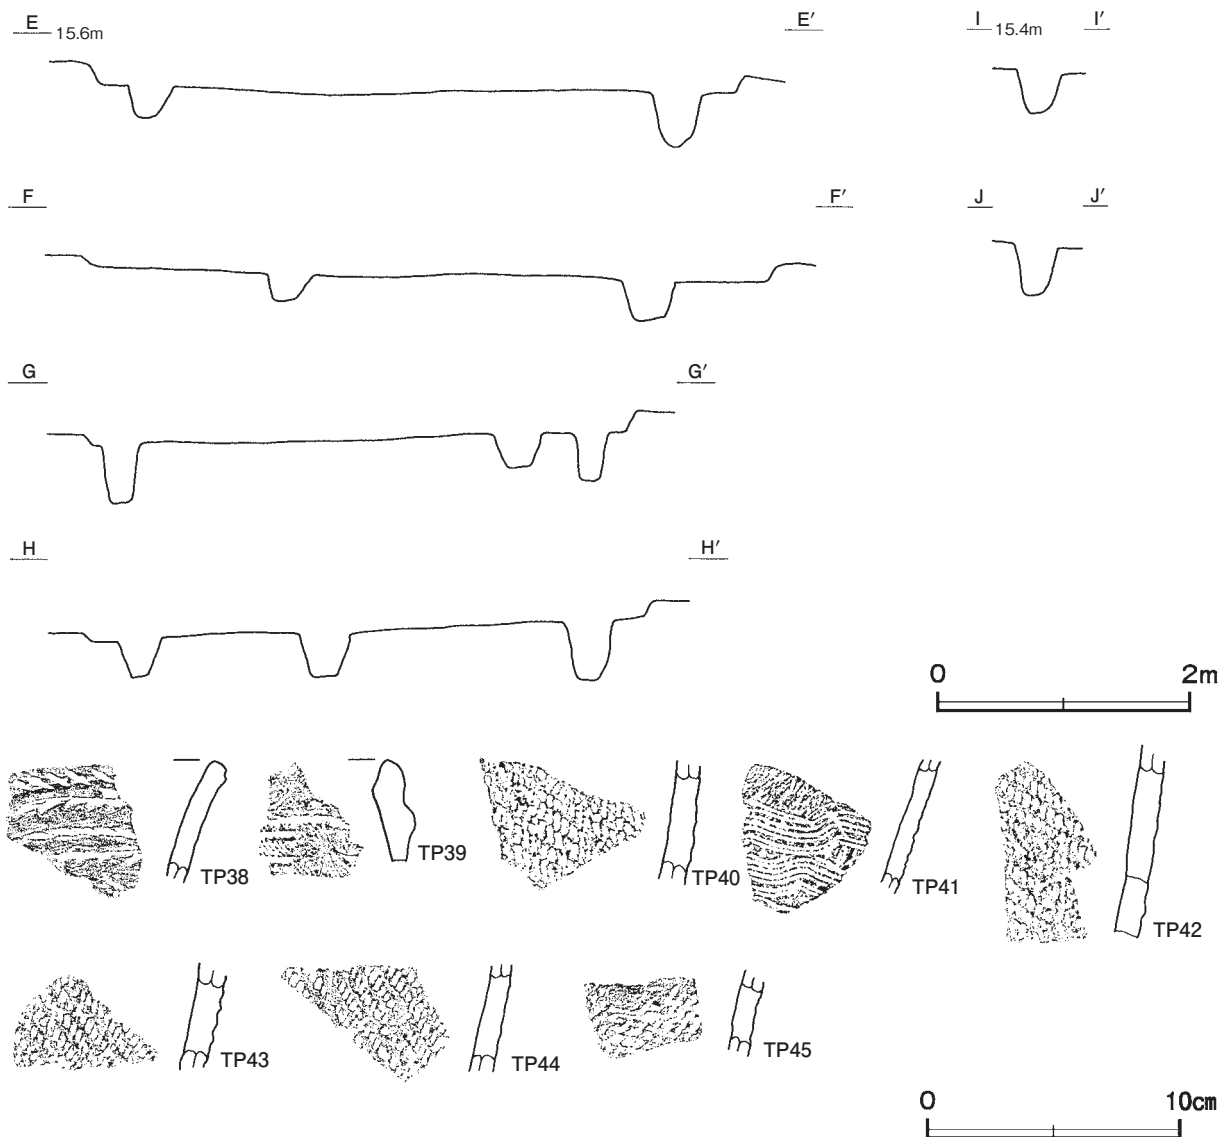 E 15.6m E′ I 15.4m I′
F F′ J J′
G G′
H H′
0 2m
TP38 TP39 TP40 TP41 TP42
TP43 TP44 TP45
0 10cm